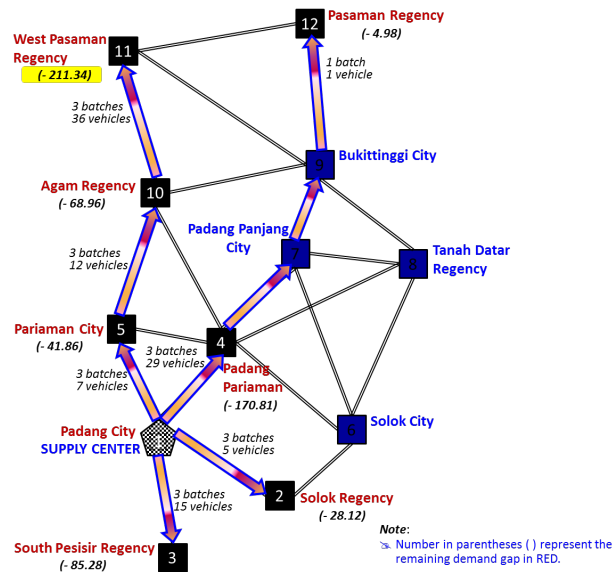 12
Pasaman Regency
(- 4.98)
West Pasaman
Regency
11
(- 211.34)
1 batch
1 vehicle
3 batches
36 vehicles
9
Bukittinggi City
Agam Regency
10
(- 68.96)
Padang Panjang
City
7
8
Tanah Datar
Regency
3 batches
12 vehicles
Pariaman City
5
(- 41.86)
4
3 batches
29 vehicles
Padang
Pariaman
(- 170.81)
3 batches
7 vehicles
Padang City
SUPPLY CENTER
1
6
Solok City
3 batches
5 vehicles
2
Solok Regency
(- 28.12)
3 batches
15 vehicles
South Pesisir Regency
(- 85.28)
3
Note:
Number in parentheses ( ) represent the
remaining demand gap in RED.